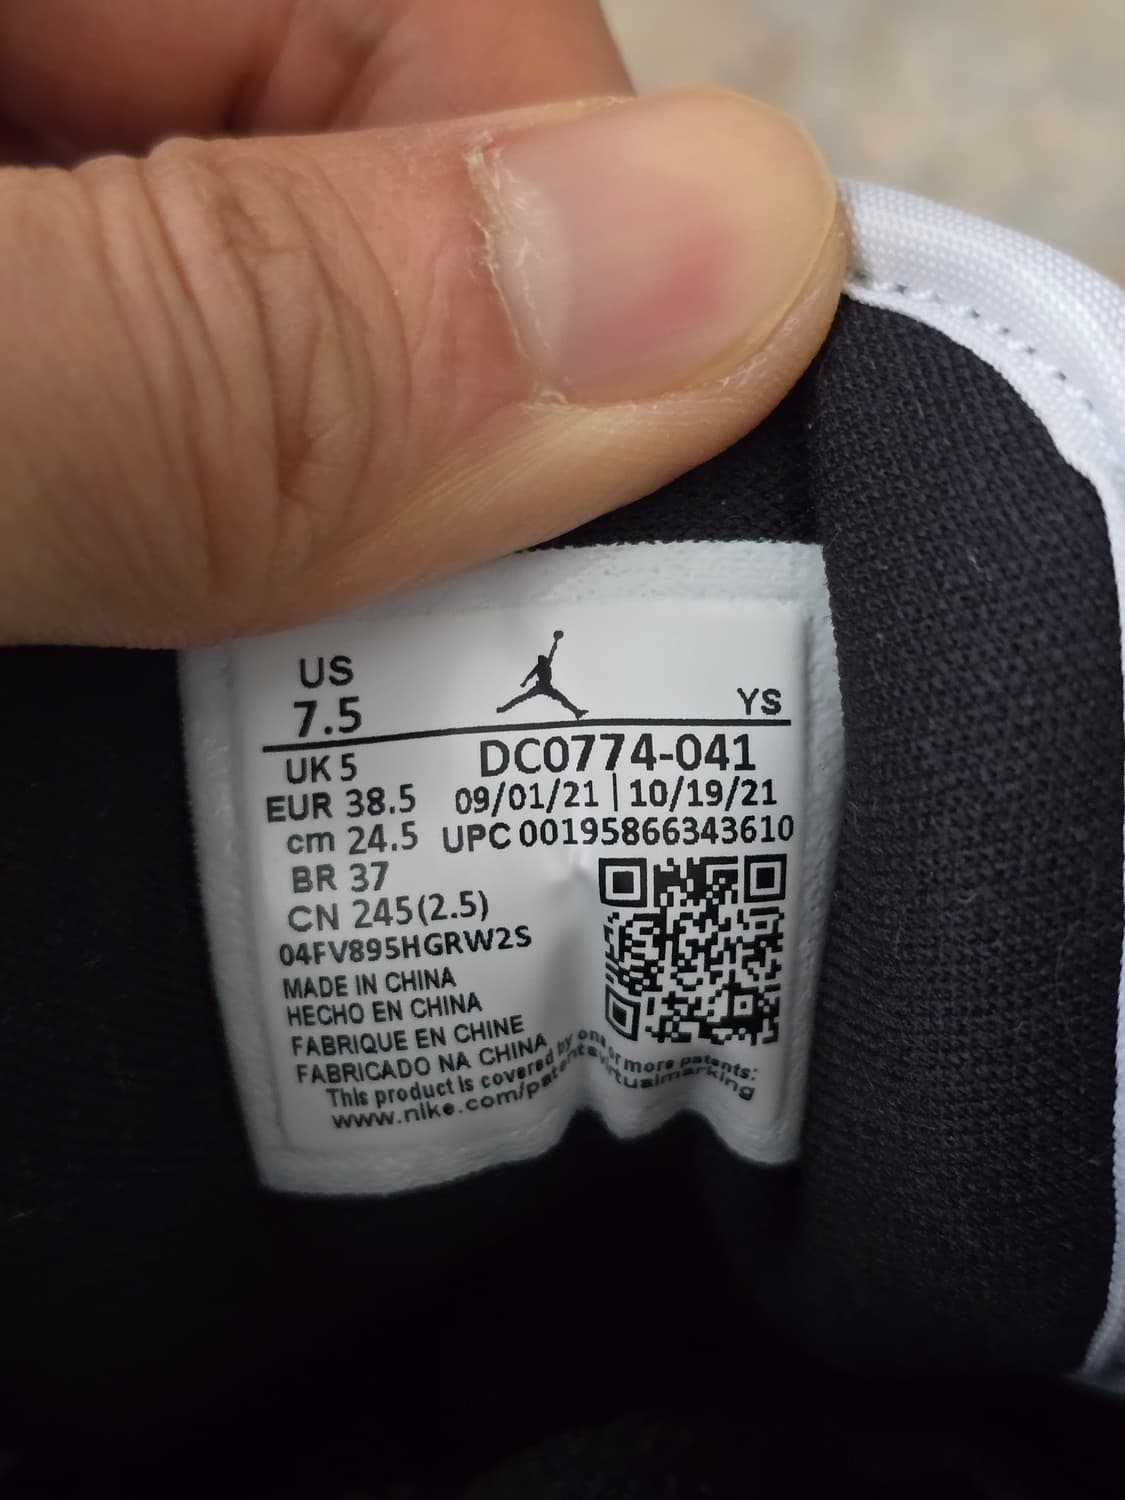 US
7.5
YS
UK 5
DC0774-041
EUR 38.5
09/01/21 | 10/19/21
cm 24.5
UPC 00195866343610
BR 37
CN 245(2.5)
04FV895HGRW2S
MADE IN CHINA
HECHO EN CHINA
FABRIQUE EN CHINE
FABRICADO NA CHINA
This product is covered by one or more patents:
www.nike.com/patentsvirtualmarking